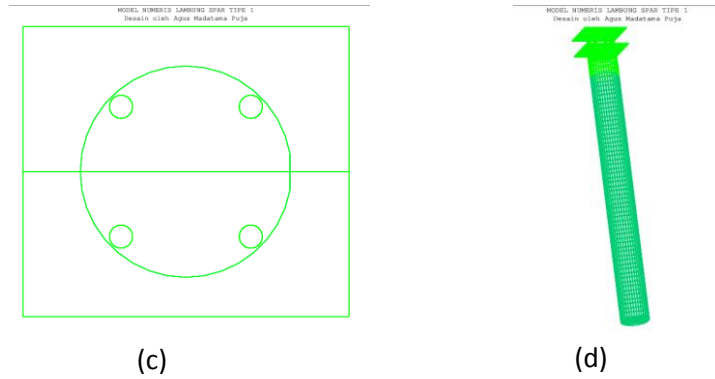 MODEL NUMERIS LAMBUNG SPAR TIPE 1
Desain oleh Agus Madatama Puja
MODEL NUMERIS LAMBUNG SPAR TIPE 1
Desain oleh Agus Madatama Puja
(c)
(d)